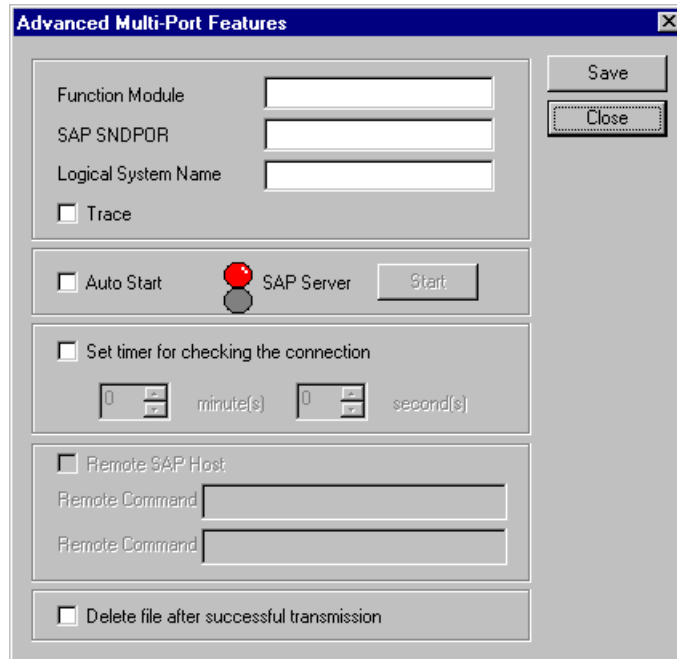 Advanced Multi-Port Features
Function Module
Save
SAP SNDPOR
Close
Logical System Name
Trace
Auto Start SAP Server Start
Set timer for checking the connection
0 minute(s) 0 second(s)
Remote SAP Host
Remote Command
Remote Command
Delete file after successful transmission